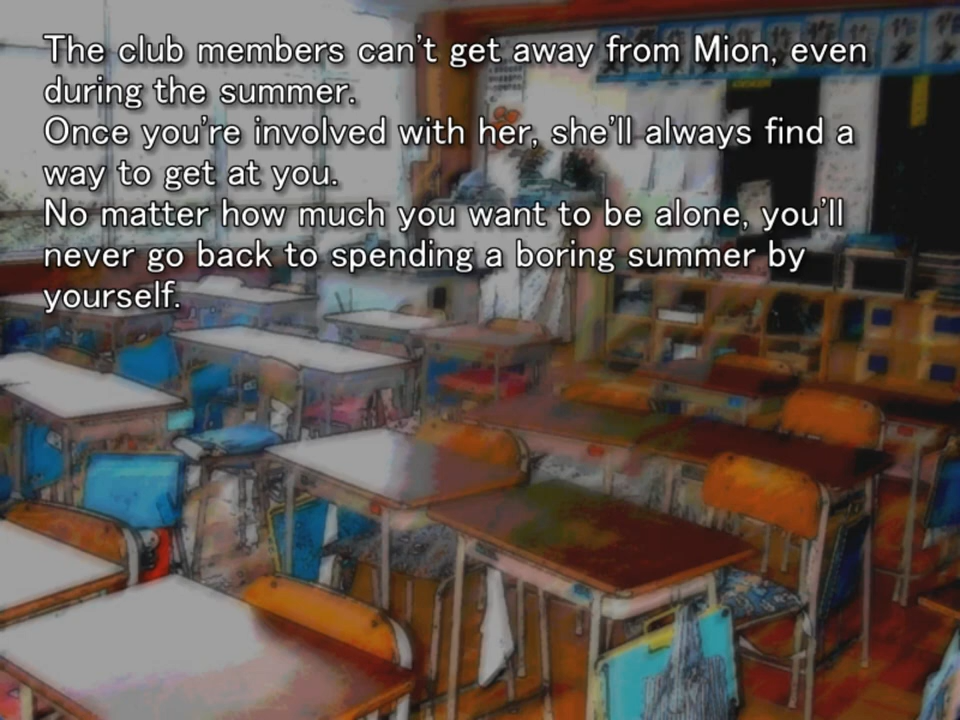 The club members can't get away from Mion, even
during the summer.
Once you're involved with her, she'll always find a
way to get at you.
No matter how much you want to be alone, you'll
never go back to spending a boring summer by
yourself.